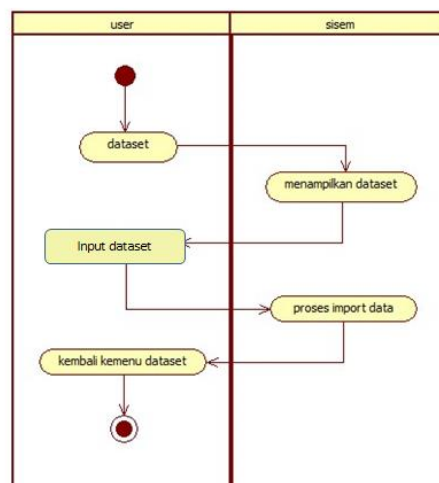 user
sisem
dataset
menampilkan dataset
Input dataset
proses import data
kembali kemenu dataset